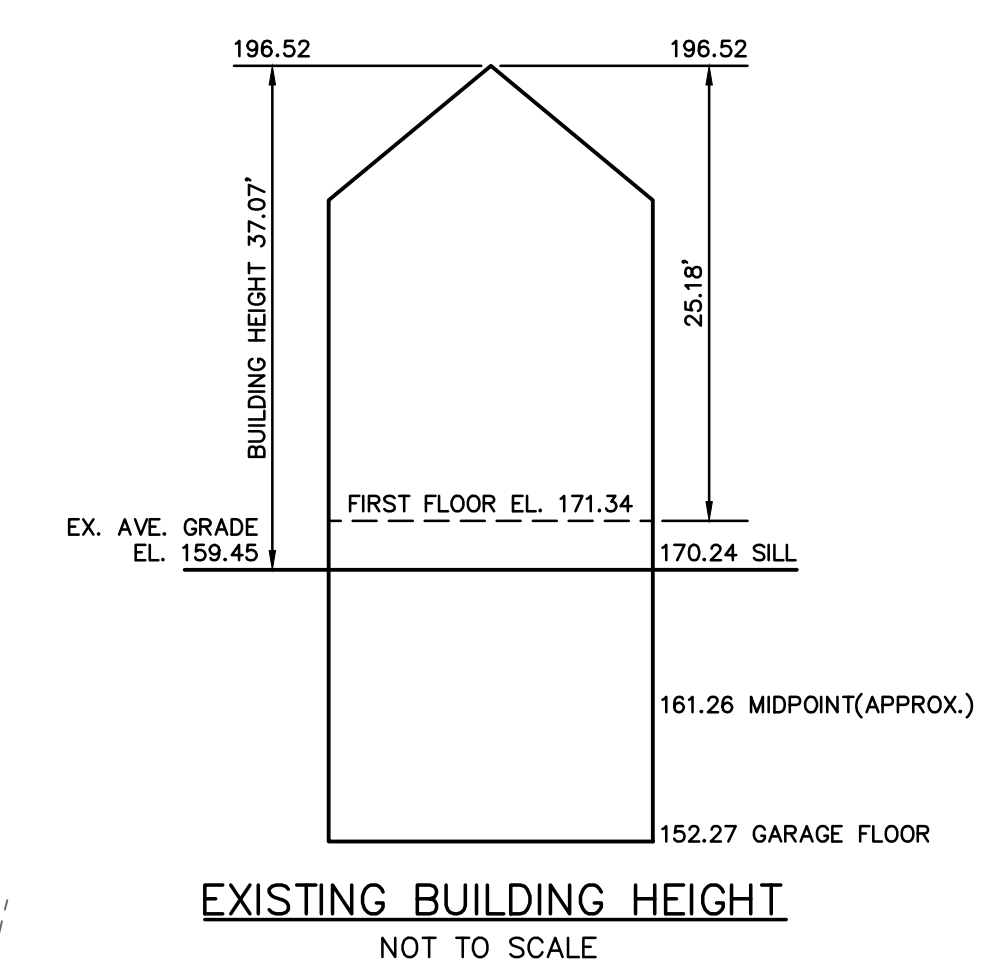 196.52
196.52
BUILDING HEIGHT 37.07'
25.18'
FIRST FLOOR EL. 171.34
EX. AVE. GRADE
EL. 159.45
170.24 SILL
161.26 MIDPOINT(APPROX.)
152.27 GARAGE FLOOR
EXISTING BUILDING HEIGHT
NOT TO SCALE